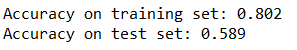 Accuracy on training set: 0.802
Accuracy on test set: 0.589